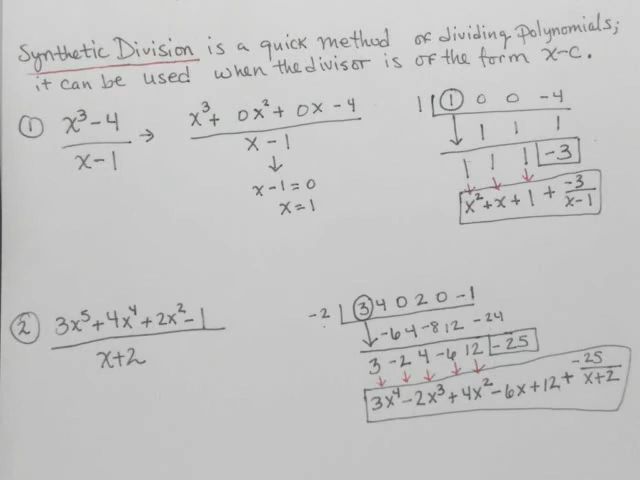 Synthetic Division is a quick method of dividing polynomials;
it can be used when the divisor is of the form x-c.
① x³-4 / x-1 → x³ + 0x² + 0x - 4 / x - 1
↓
x-1=0
x=1
1 | ① 0 0 -4
↓ 1 1 1
1 1 1 | -3
x² + x + 1 + -3 / x-1
② 3x⁵+4x⁴+2x²-1 / x+2
-2 | ③ 4 0 2 0 -1
↓ -6 4 -8 12 -24
3 -2 4 -6 12 | -25
3x⁴-2x³+4x²-6x+12 + -25 / x+2